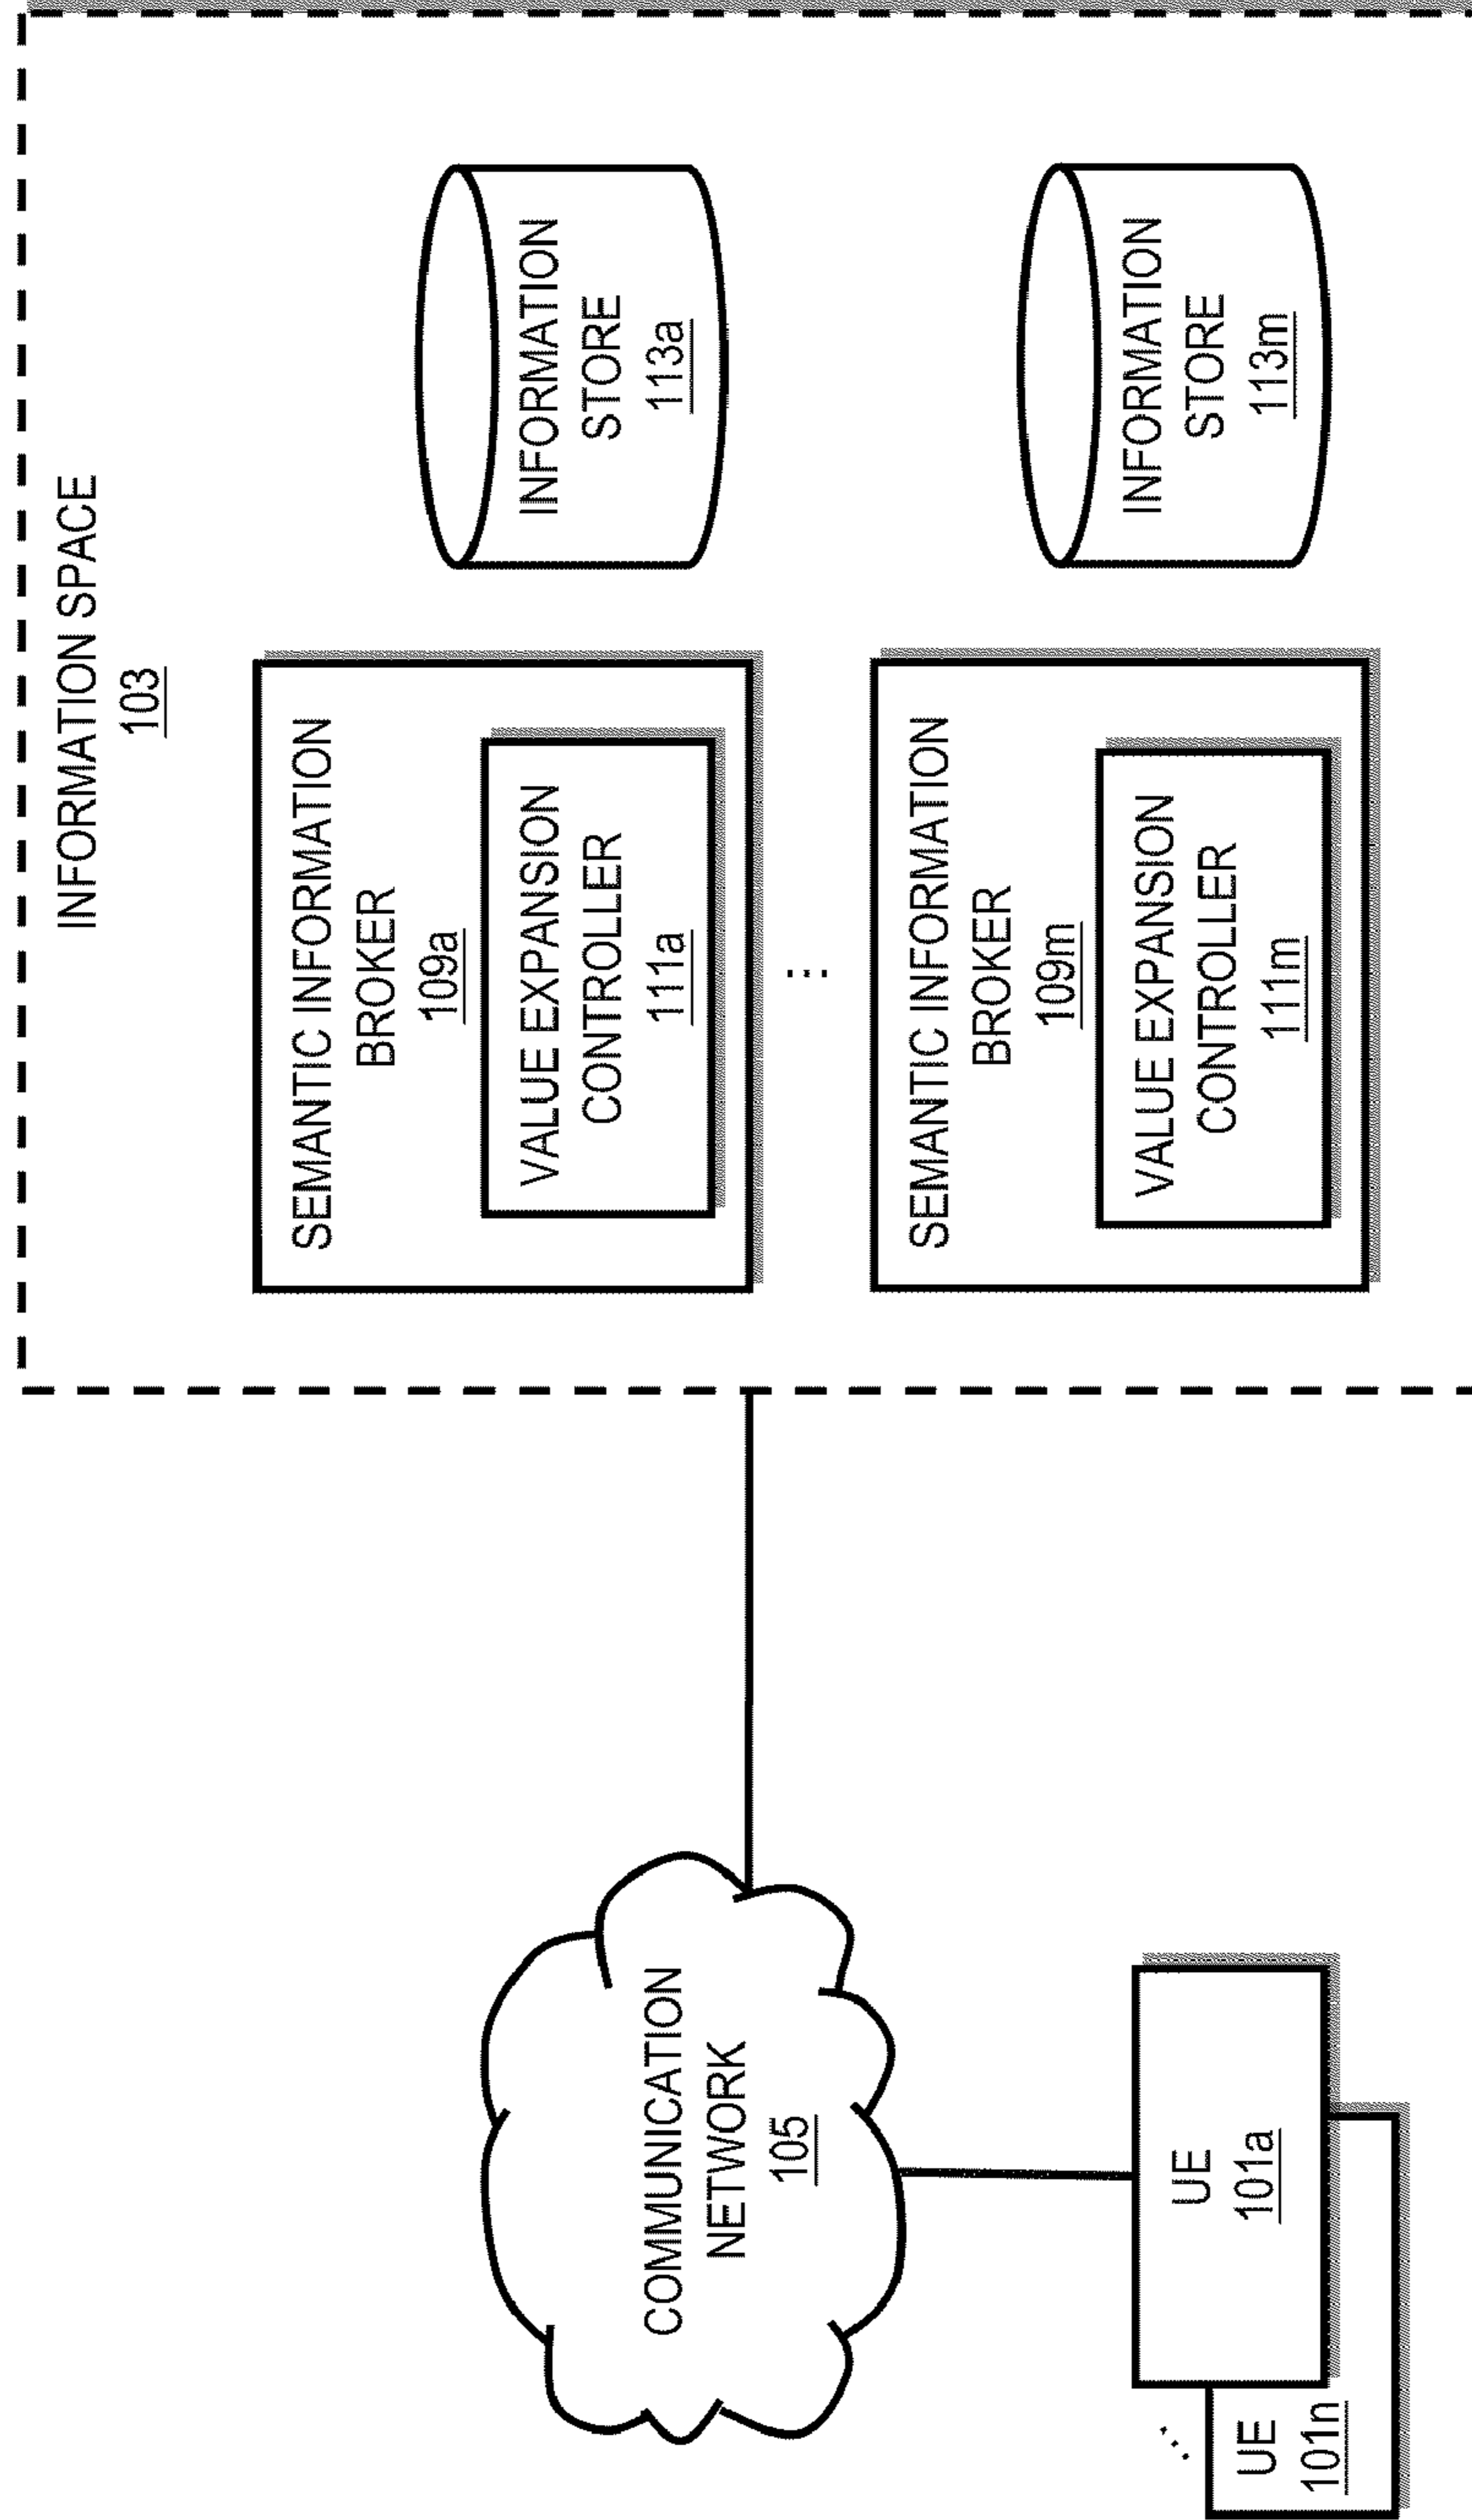 INFORMATION SPACE
103
SEMANTIC INFORMATION
BROKER
109a
VALUE EXPANSION
CONTROLLER
111a
INFORMATION
STORE
113a
SEMANTIC INFORMATION
BROKER
109m
VALUE EXPANSION
CONTROLLER
111m
INFORMATION
STORE
113m
COMMUNICATION
NETWORK
105
UE
101a
UE
101n